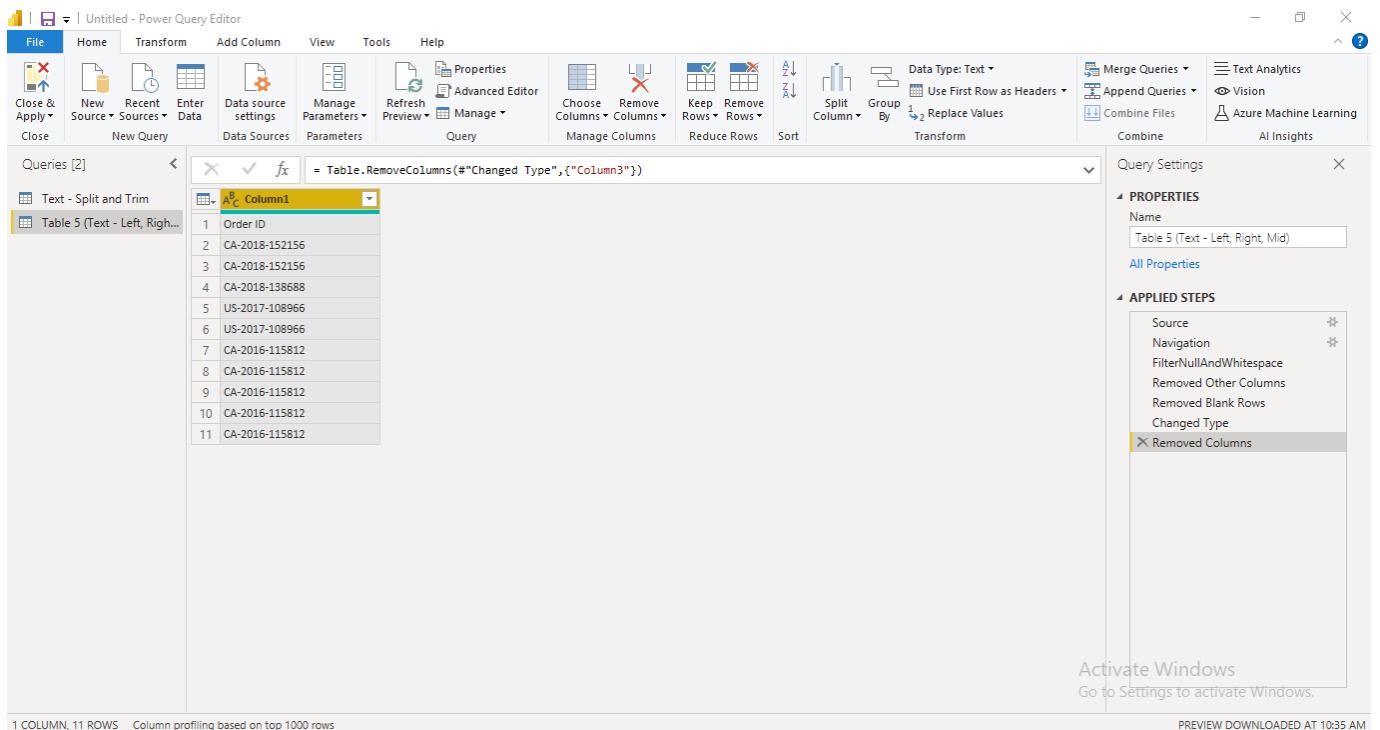 Untitled - Power Query Editor
File Home Transform Add Column View Tools Help
Close & Apply
New Source
Recent Sources
Enter Data
Data source settings
Manage Parameters
Refresh Preview
Properties
Advanced Editor
Manage
Choose Columns
Remove Columns
Keep Rows
Remove Rows
Split Column
Group By
Data Type: Text
Use First Row as Headers
Replace Values
Merge Queries
Append Queries
Combine Files
Text Analytics
Vision
Azure Machine Learning
Close New Query Data Sources Parameters Query Manage Columns Reduce Rows Sort Transform Combine AI Insights
Queries [2]
Text - Split and Trim
Table 5 (Text - Left, Righ...
= Table.RemoveColumns(#"Changed Type",{"Column3"})
Column1
1 Order ID
2 CA-2018-152156
3 CA-2018-152156
4 CA-2018-138688
5 US-2017-108966
6 US-2017-108966
7 CA-2016-115812
8 CA-2016-115812
9 CA-2016-115812
10 CA-2016-115812
11 CA-2016-115812
Query Settings
PROPERTIES
Name
Table 5 (Text - Left, Right, Mid)
All Properties
APPLIED STEPS
Source
Navigation
FilterNullAndWhitespace
Removed Other Columns
Removed Blank Rows
Changed Type
Removed Columns
Activate Windows
Go to Settings to activate Windows.
1 COLUMN, 11 ROWS Column profiling based on top 1000 rows
PREVIEW DOWNLOADED AT 10:35 AM